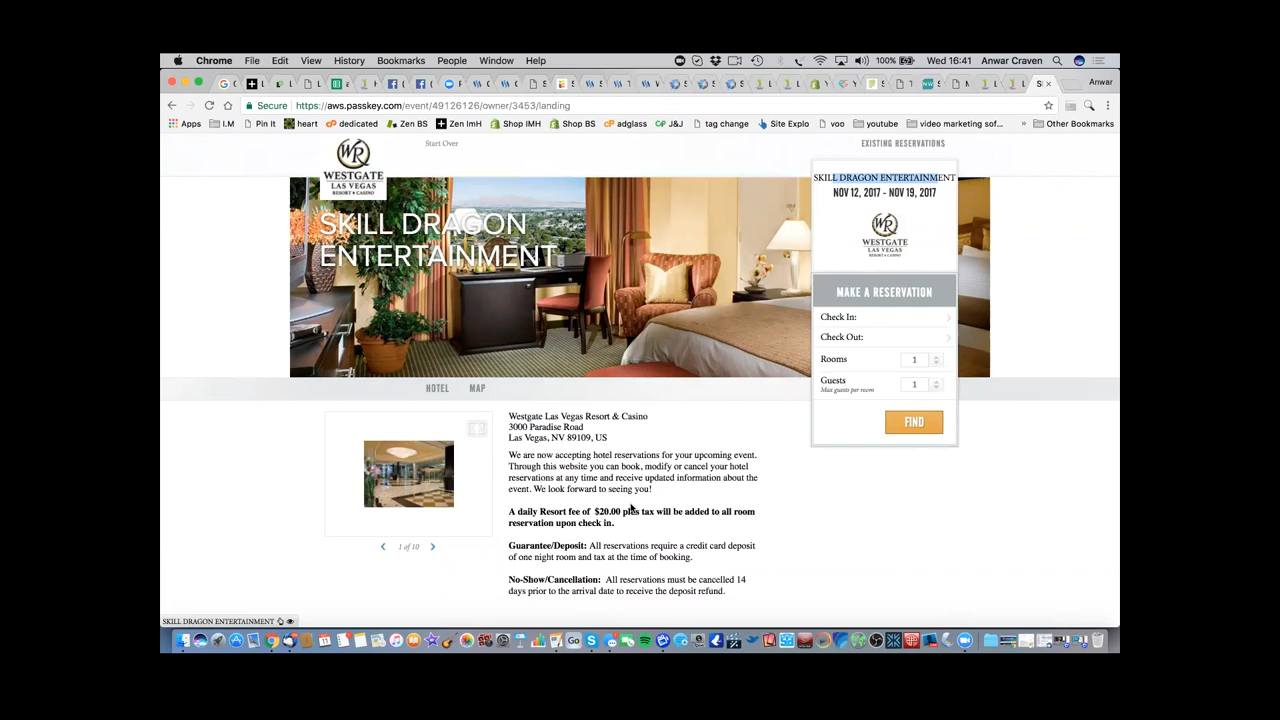 Chrome File Edit View History Bookmarks People Window Help 100% Wed 16:41 Anwar Craven
Anwar
Secure https://aws.passkey.com/event/49126126/owner/3453/landing
Apps I.M Pin It heart dedicated Zen BS Zen ImH Shop IMH Shop BS adglass J&J tag change Site Explo voo youtube video marketing sof... » Other Bookmarks
Start Over
EXISTING RESERVATIONS
WR
WESTGATE
LAS VEGAS
RESORT • CASINO
SKILL DRAGON
ENTERTAINMENT
SKILL DRAGON ENTERTAINMENT
NOV 12, 2017 - NOV 19, 2017
WR
WESTGATE
LAS VEGAS
RESORT • CASINO
MAKE A RESERVATION
Check In:
Check Out:
Rooms 1
Guests 1
Max guests per room
FIND
HOTEL MAP
1 of 10
Westgate Las Vegas Resort & Casino
3000 Paradise Road
Las Vegas, NV 89109, US
We are now accepting hotel reservations for your upcoming event.
Through this website you can book, modify or cancel your hotel
reservations at any time and receive updated information about the
event. We look forward to seeing you!
A daily Resort fee of $20.00 plus tax will be added to all room
reservation upon check in.
Guarantee/Deposit: All reservations require a credit card deposit
of one night room and tax at the time of booking.
No-Show/Cancellation: All reservations must be cancelled 14
days prior to the arrival date to receive the deposit refund.
SKILL DRAGON ENTERTAINMENT